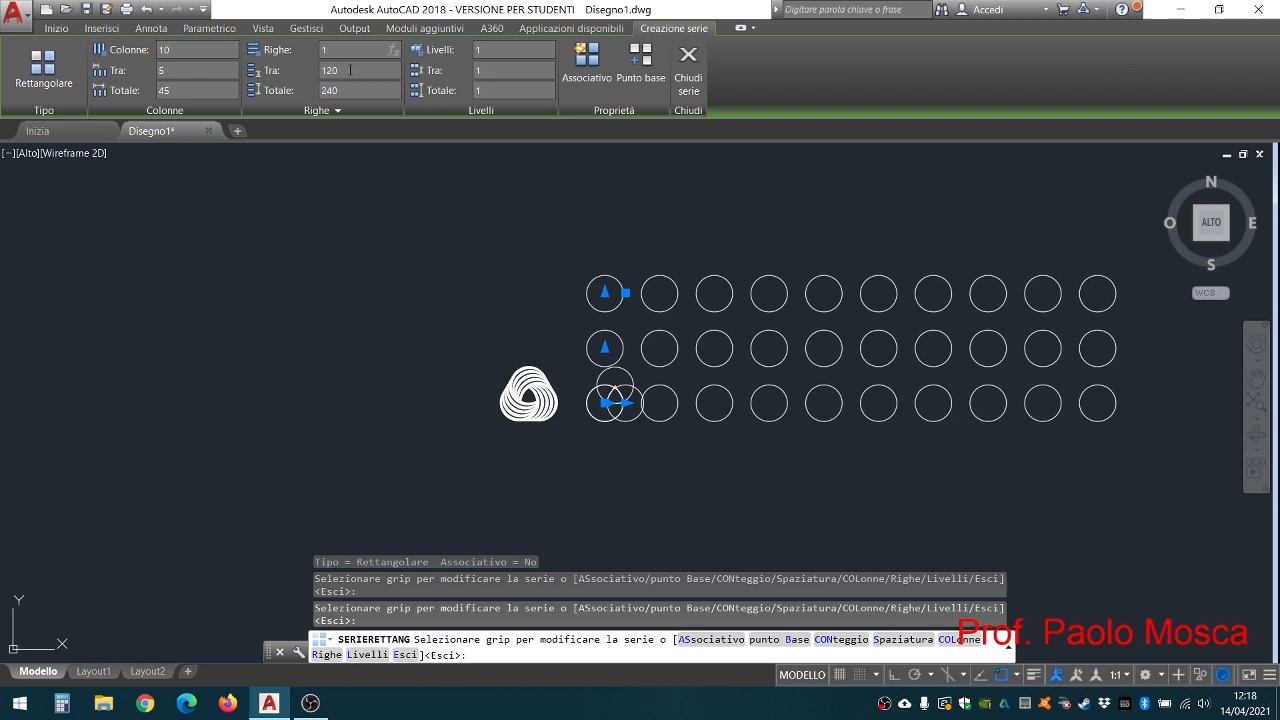 Autodesk AutoCAD 2018 - VERSIONE PER STUDENTI Disegno1.dwg
Digitare parola chiave o frase
Accedi
Inizio Inserisci Annota Parametrico Vista Gestisci Output Moduli aggiuntivi A360 Applicazioni disponibili Creazione serie
Rettangolare
Tipo
Colonne: 10
Tra: 5
Totale: 45
Colonne
Righe: 1
Tra: 120
Totale: 240
Righe
Livelli: 1
Tra: 1
Totale: 1
Livelli
Associativo Punto base
Proprietà
Chiudi
serie
Chiudi
Inizia Disegno1*
[−][Alto][Wireframe 2D]
N
O ALTO E
S
WCS
Tipo = Rettangolare Associativo = No
Selezionare grip per modificare la serie o [ASsociativo/punto Base/CONteggio/Spaziatura/COLonne/Righe/Livelli/Esci]
<Esci>:
Selezionare grip per modificare la serie o [ASsociativo/punto Base/CONteggio/Spaziatura/COLonne/Righe/Livelli/Esci]
<Esci>:
SERIERETTANG Selezionare grip per modificare la serie o [ASsociativo punto Base CONteggio Spaziatura COLonne
Righe Livelli Esci]<Esci>:
Prof. Paolo Mosca
Y
X
Modello Layout1 Layout2
MODELLO
1:1
12:18
14/04/2021